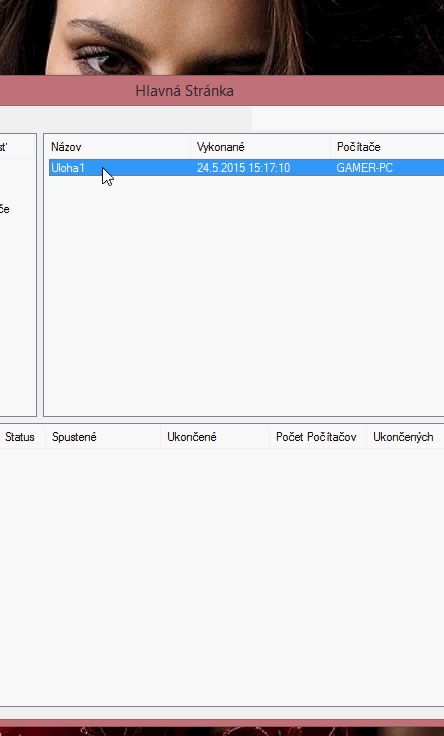 Hlavná Stránka
sť
Názov Vykonané Počítače
Uloha1 24.5.2015 15:17:10 GAMER-PC
če
Status Spustené Ukončené Počet Počítačov Ukončených